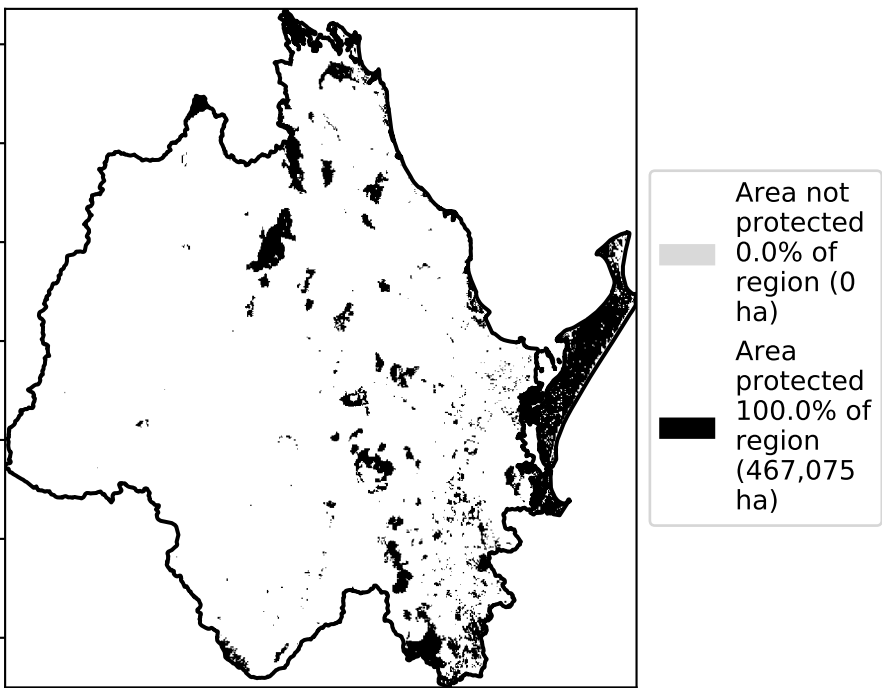 Area not
protected
0.0% of
region (0
ha)
Area
protected
100.0% of
region
(467,075
ha)